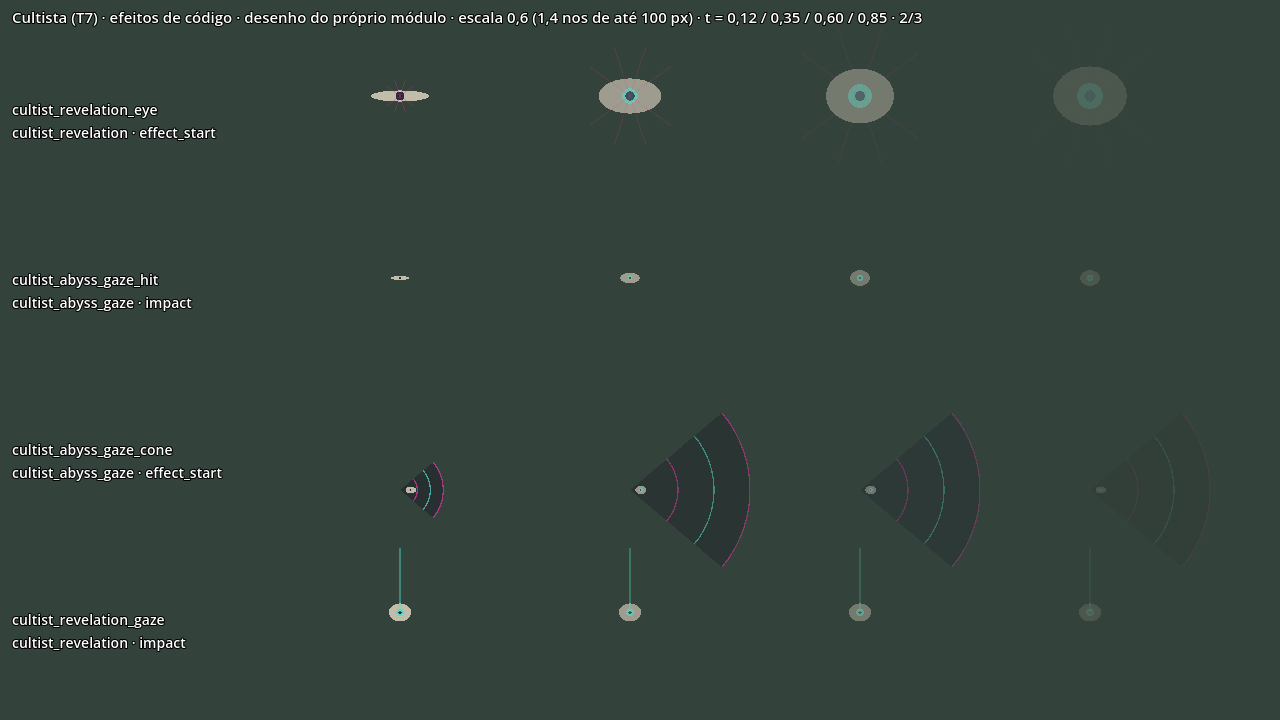 Cultista (T7) · efeitos de código · desenho do próprio módulo · escala 0,6 (1,4 nos de até 100 px) · t = 0,12 / 0,35 / 0,60 / 0,85 · 2/3
cultist_revelation_eye
cultist_revelation · effect_start
cultist_abyss_gaze_hit
cultist_abyss_gaze · impact
cultist_abyss_gaze_cone
cultist_abyss_gaze · effect_start
cultist_revelation_gaze
cultist_revelation · impact